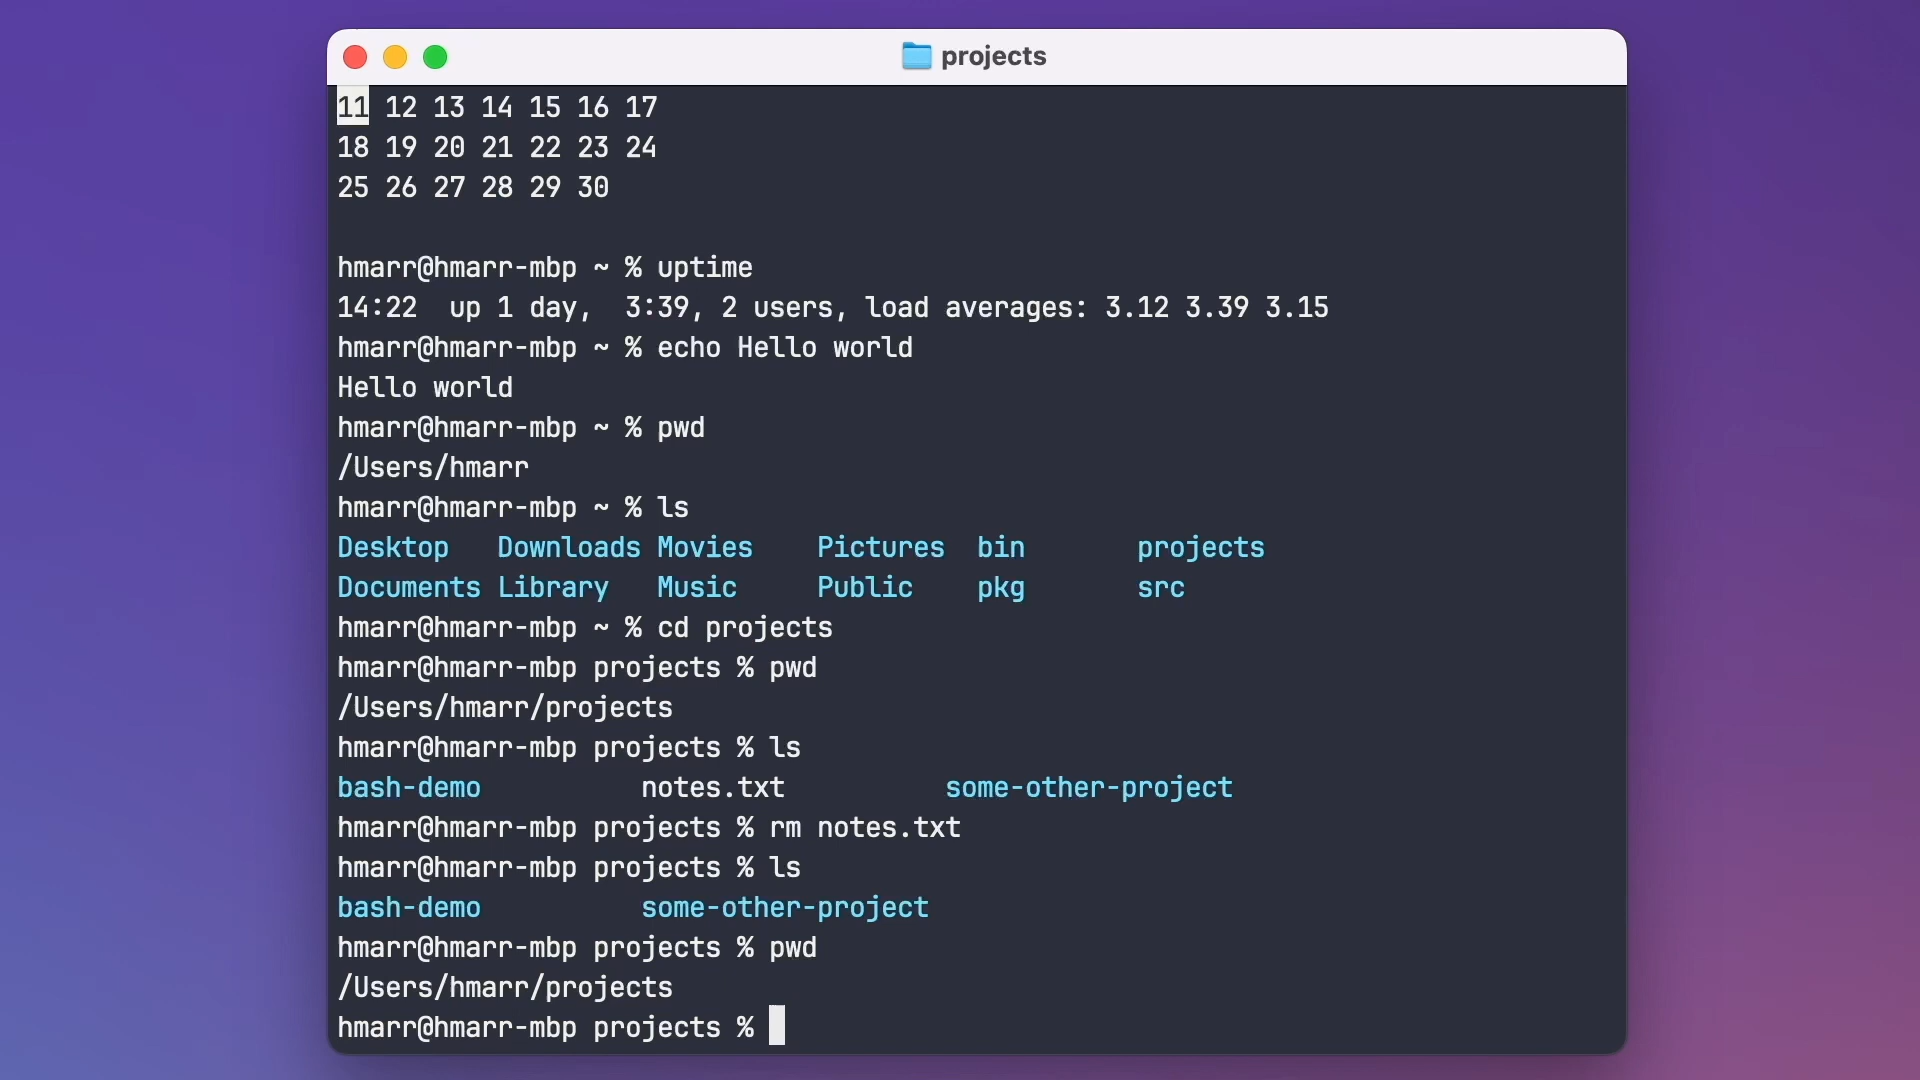 projects
11 12 13 14 15 16 17
18 19 20 21 22 23 24
25 26 27 28 29 30
hmarr@hmarr-mbp ~ % uptime
14:22  up 1 day,  3:39, 2 users, load averages: 3.12 3.39 3.15
hmarr@hmarr-mbp ~ % echo Hello world
Hello world
hmarr@hmarr-mbp ~ % pwd
/Users/hmarr
hmarr@hmarr-mbp ~ % ls
Desktop   Downloads Movies    Pictures  bin       projects
Documents Library   Music     Public    pkg       src
hmarr@hmarr-mbp ~ % cd projects
hmarr@hmarr-mbp projects % pwd
/Users/hmarr/projects
hmarr@hmarr-mbp projects % ls
bash-demo          notes.txt          some-other-project
hmarr@hmarr-mbp projects % rm notes.txt
hmarr@hmarr-mbp projects % ls
bash-demo          some-other-project
hmarr@hmarr-mbp projects % pwd
/Users/hmarr/projects
hmarr@hmarr-mbp projects %